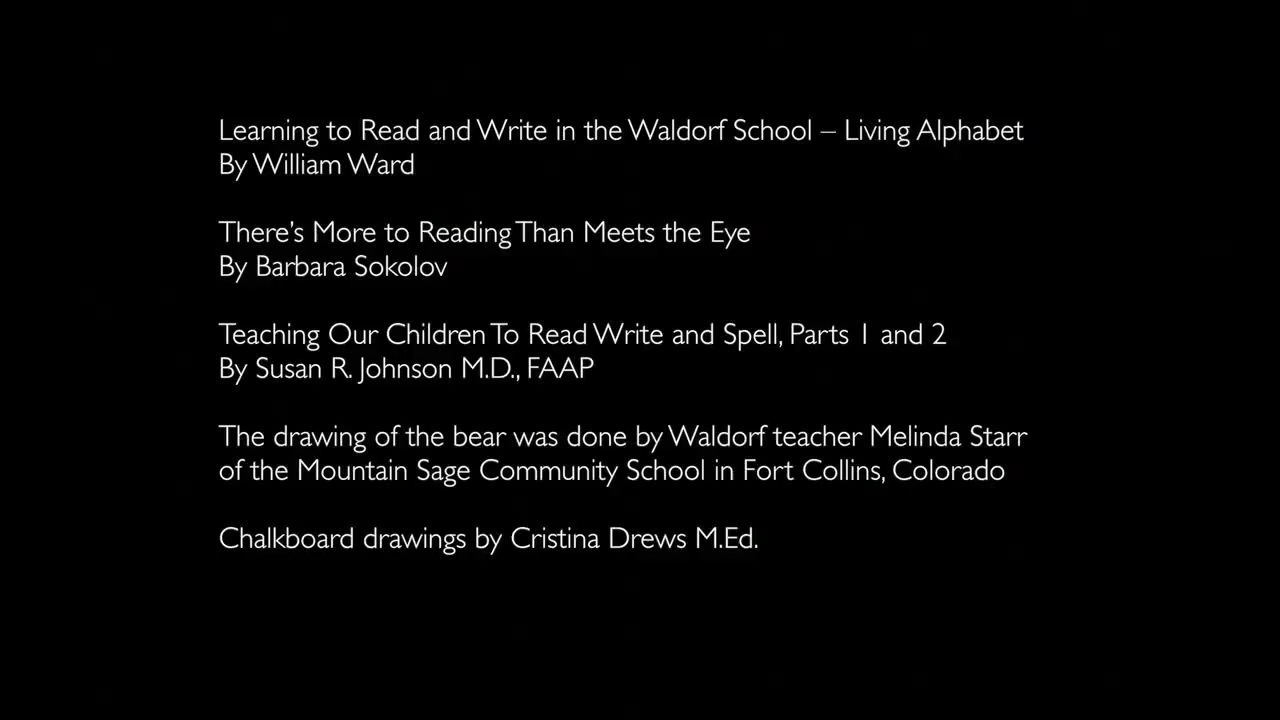 Learning to Read and Write in the Waldorf School – Living Alphabet
By William Ward
There's More to Reading Than Meets the Eye
By Barbara Sokolov
Teaching Our Children To Read Write and Spell, Parts 1 and 2
By Susan R. Johnson M.D., FAAP
The drawing of the bear was done by Waldorf teacher Melinda Starr
of the Mountain Sage Community School in Fort Collins, Colorado
Chalkboard drawings by Cristina Drews M.Ed.